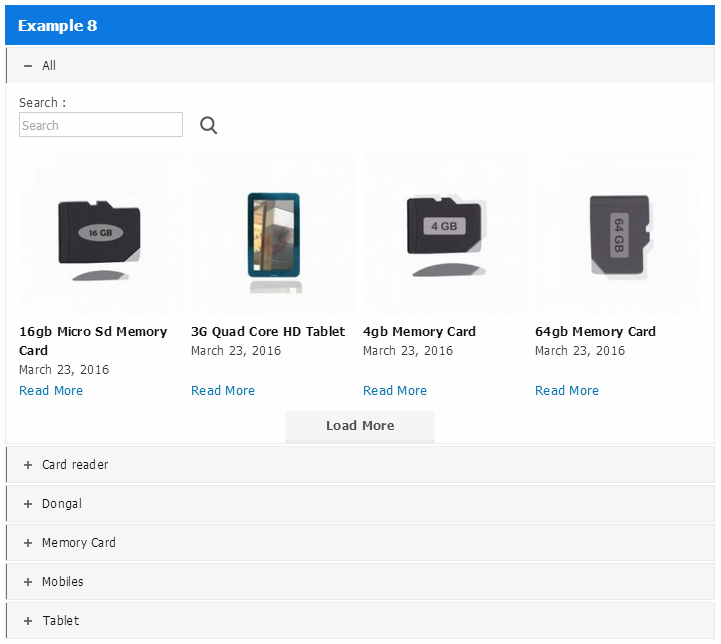 Example 8
All
Search :
Search
16 GB
4 GB
64 GB
16gb Micro Sd Memory
Card
March 23, 2016
Read More
3G Quad Core HD Tablet
March 23, 2016
Read More
4gb Memory Card
March 23, 2016
Read More
64gb Memory Card
March 23, 2016
Read More
Load More
Card reader
Dongal
Memory Card
Mobiles
Tablet